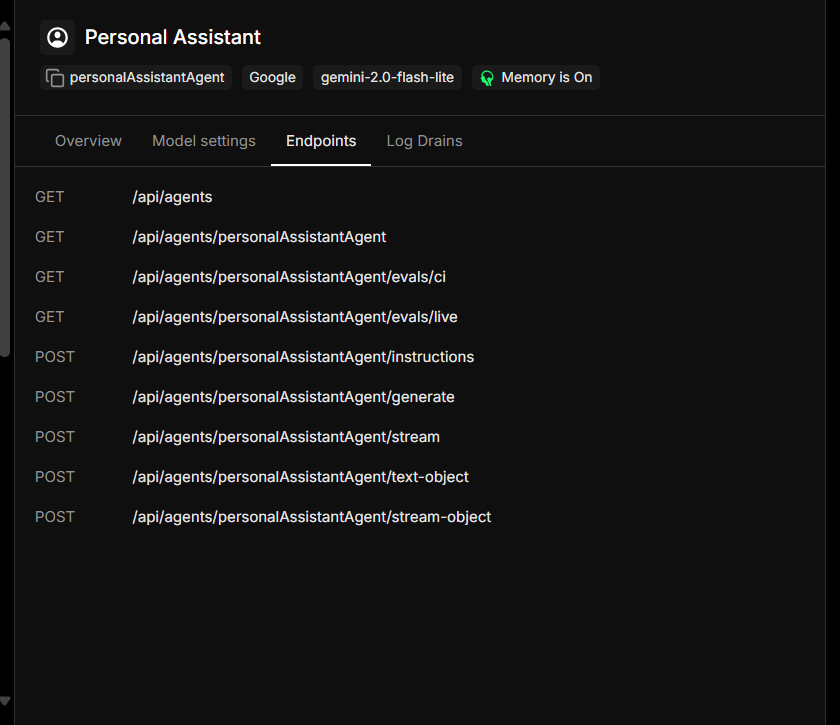 Personal Assistant
personalAssistantAgent Google gemini-2.0-flash-lite Memory is On
Overview Model settings Endpoints Log Drains
GET /api/agents
GET /api/agents/personalAssistantAgent
GET /api/agents/personalAssistantAgent/evals/ci
GET /api/agents/personalAssistantAgent/evals/live
POST /api/agents/personalAssistantAgent/instructions
POST /api/agents/personalAssistantAgent/generate
POST /api/agents/personalAssistantAgent/stream
POST /api/agents/personalAssistantAgent/text-object
POST /api/agents/personalAssistantAgent/stream-object